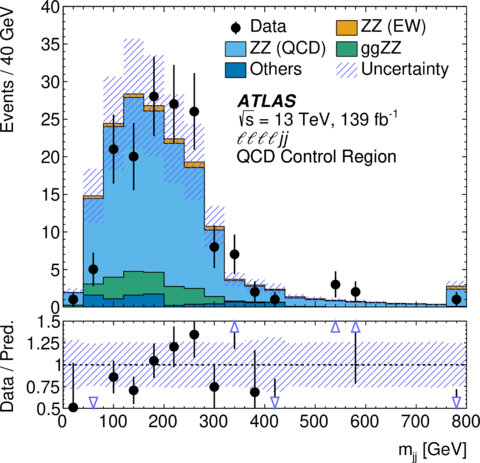 Events / 40 GeV
40
35
30
25
20
15
10
5
0
Data
ZZ (EW)
ZZ (QCD)
ggZZ
Others
Uncertainty
ATLAS
√s = 13 TeV, 139 fb⁻¹
ℓℓℓℓjj
QCD Control Region
Data / Pred.
1.5
1.25
1
0.75
0.5
0 100 200 300 400 500 600 700 800
mjj [GeV]